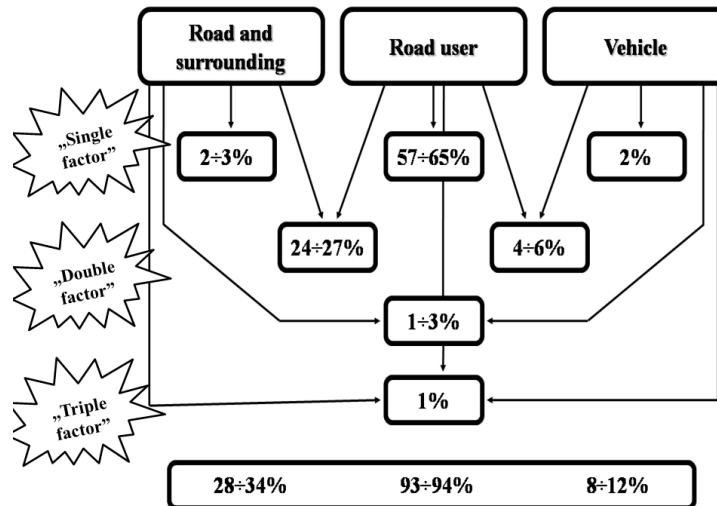 Road and
surrounding
Road user
Vehicle
„Single
factor”
2÷3%
57÷65%
2%
24÷27%
4÷6%
„Double
factor”
1÷3%
„Triple
factor”
1%
28÷34%
93÷94%
8÷12%